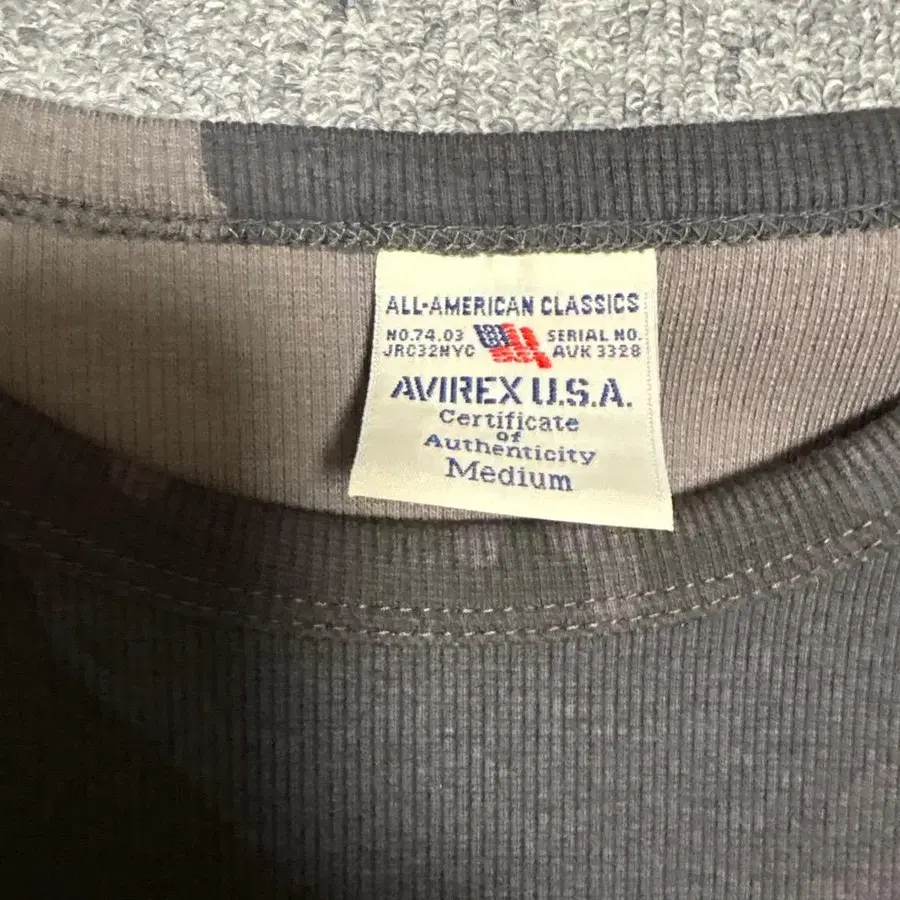 ALL-AMERICAN CLASSICS
NO.74.03 SERIAL NO.
JRC32NYC AVK 3328
AVIREX U.S.A.
Certificate
of
Authenticity
Medium